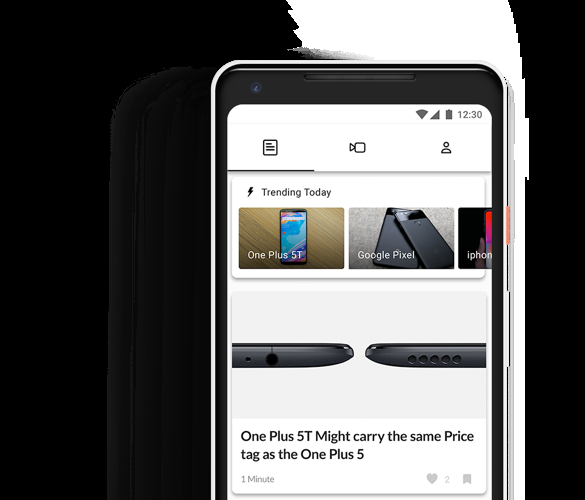 12:30
Trending Today
One Plus 5T
Google Pixel
iphon
One Plus 5T Might carry the same Price
tag as the One Plus 5
1 Minute
2